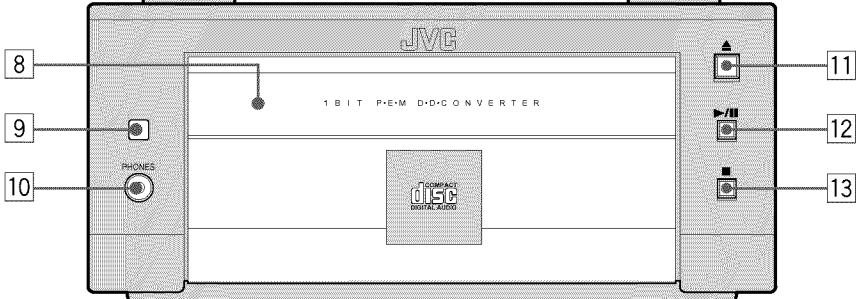 JVC
8
1 BIT P•E•M D•D•CONVERTER
11
9
12
PHONES
10
COMPACT
disc
DIGITAL AUDIO
13